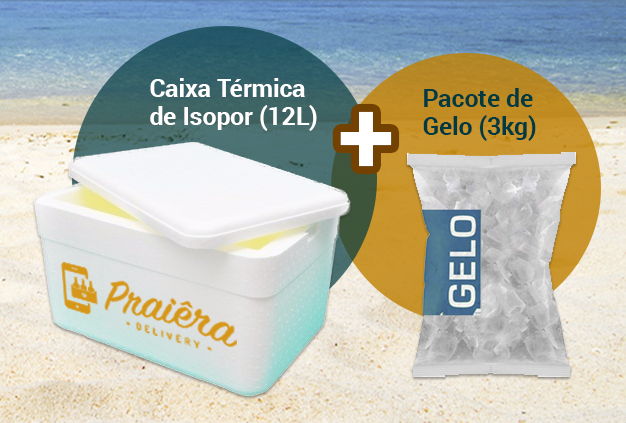 Caixa Térmica
de Isopor (12L)
Pacote de
Gelo (3kg)
Praiêra
- DELIVERY -
GELO